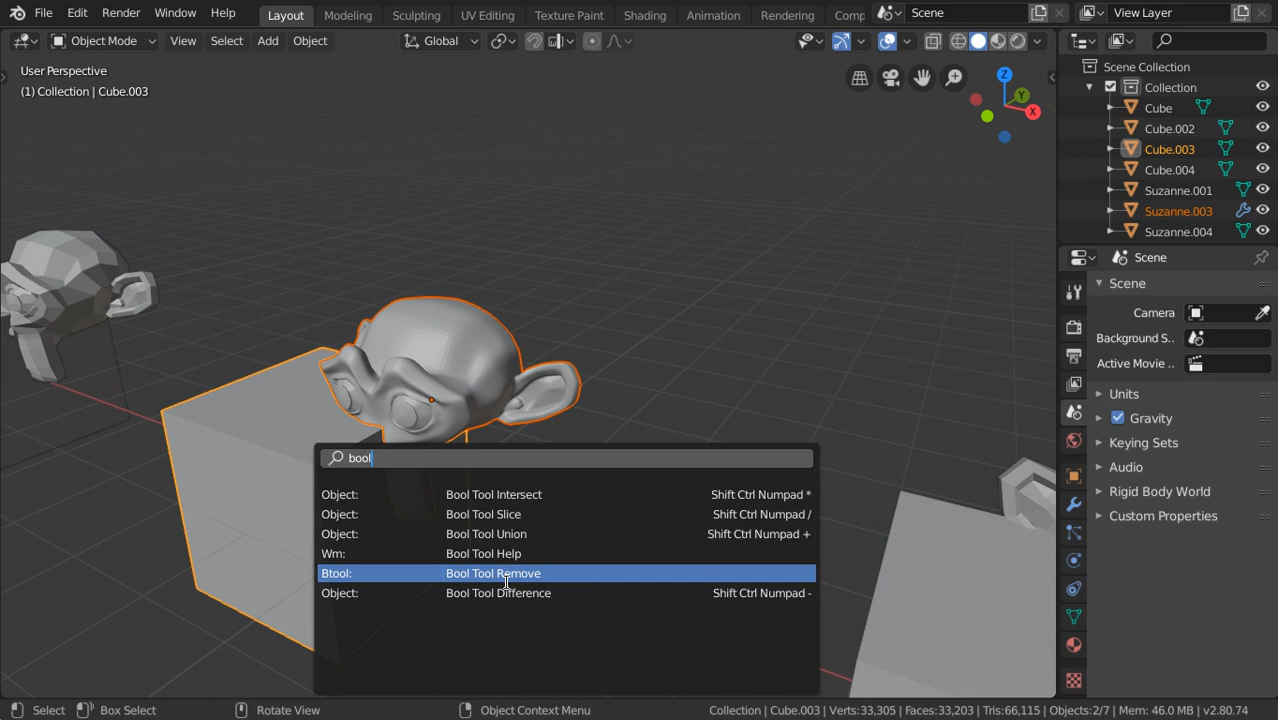 File Edit Render Window Help Layout Modeling Sculpting UV Editing Texture Paint Shading Animation Rendering Comp Scene View Layer
Object Mode View Select Add Object Global
User Perspective
(1) Collection | Cube.003
Z
Y
X
Scene Collection
Collection
Cube
Cube.002
Cube.003
Cube.004
Suzanne.001
Suzanne.003
Suzanne.004
Scene
Scene
Camera
Background S..
Active Movie ..
Units
Gravity
Keying Sets
Audio
Rigid Body World
Custom Properties
bool
Object: Bool Tool Intersect Shift Ctrl Numpad *
Object: Bool Tool Slice Shift Ctrl Numpad /
Object: Bool Tool Union Shift Ctrl Numpad +
Wm: Bool Tool Help
Btool: Bool Tool Remove
Object: Bool Tool Difference Shift Ctrl Numpad -
Select Box Select Rotate View Object Context Menu Collection | Cube.003 | Verts:33,305 | Faces:33,203 | Tris:66,115 | Objects:2/7 | Mem: 46.0 MB | v2.80.74